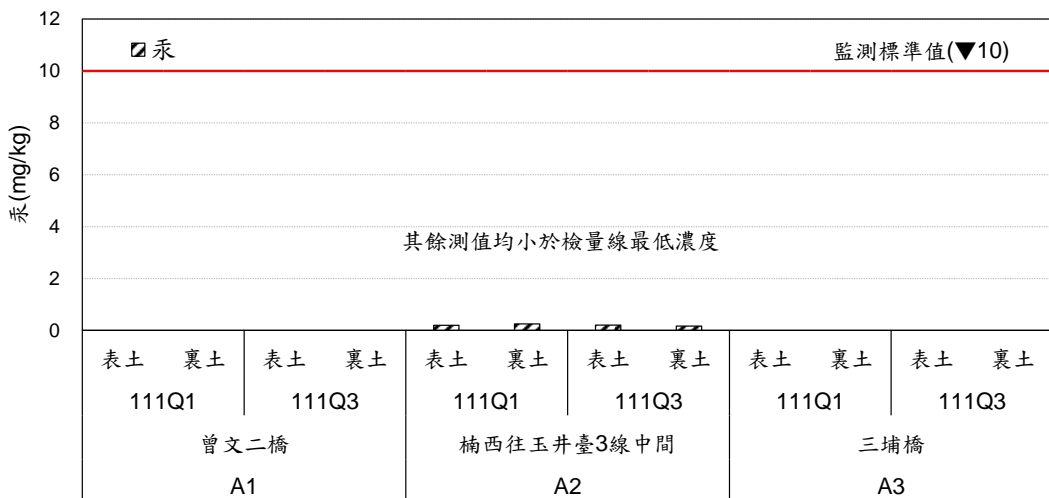 12
汞
監測標準值(▼10)
10
8
6
4
2
0
汞(mg/kg)
其餘測值均小於檢量線最低濃度
表土 裏土 表土 裏土 表土 裏土 表土 裏土 表土 裏土 表土 裏土
111Q1 111Q3 111Q1 111Q3 111Q1 111Q3
曾文二橋 楠西往玉井臺3線中間 三埔橋
A1 A2 A3